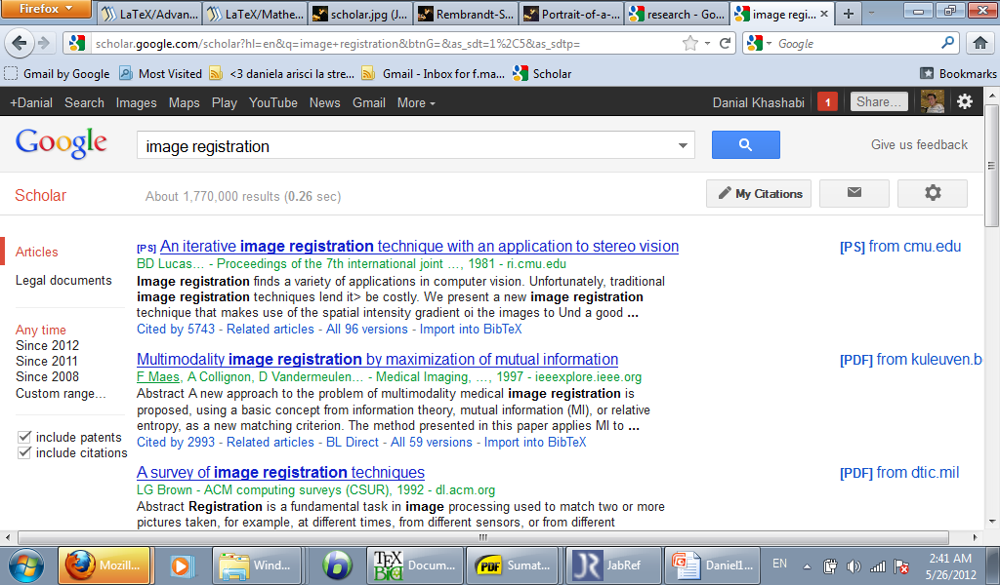 Firefox
LaTeX/Advan...
LaTeX/Mathe...
scholar.jpg (J...
Rembrandt-S...
Portrait-of-a-...
research - Go...
image regi...
scholar.google.com/scholar?hl=en&q=image+registration&btnG=&as_sdt=1%2C5&as_sdtp=
Google
Gmail by Google
Most Visited
<3 daniela arisci la stre...
Gmail - Inbox for f.ma...
Scholar
Bookmarks
+Danial Search Images Maps Play YouTube News Gmail More
Danial Khashabi 1 Share...
Google
image registration
Give us feedback
Scholar
About 1,770,000 results (0.26 sec)
My Citations
Articles
Legal documents
Any time
Since 2012
Since 2011
Since 2008
Custom range...
include patents
include citations
[PS] An iterative image registration technique with an application to stereo vision
[PS] from cmu.edu
BD Lucas... - Proceedings of the 7th international joint ..., 1981 - ri.cmu.edu
Image registration finds a variety of applications in computer vision. Unfortunately, traditional
image registration techniques lend it> be costly. We present a new image registration
technique that makes use of the spatial intensity gradient oi the images to Und a good ...
Cited by 5743 - Related articles - All 96 versions - Import into BibTeX
Multimodality image registration by maximization of mutual information
[PDF] from kuleuven.b
F Maes, A Collignon, D Vandermeulen... - Medical Imaging, ..., 1997 - ieeexplore.ieee.org
Abstract A new approach to the problem of multimodality medical image registration is
proposed, using a basic concept from information theory, mutual information (MI), or relative
entropy, as a new matching criterion. The method presented in this paper applies MI to ...
Cited by 2993 - Related articles - BL Direct - All 59 versions - Import into BibTeX
A survey of image registration techniques
[PDF] from dtic.mil
LG Brown - ACM computing surveys (CSUR), 1992 - dl.acm.org
Abstract Registration is a fundamental task in image processing used to match two or more
pictures taken, for example, at different times, from different sensors, or from different
Mozill...
Wind...
TEX
BIB
Docum...
PDF
Sumat...
JR
JabRef
Daniel1...
EN
2:41 AM
5/26/2012